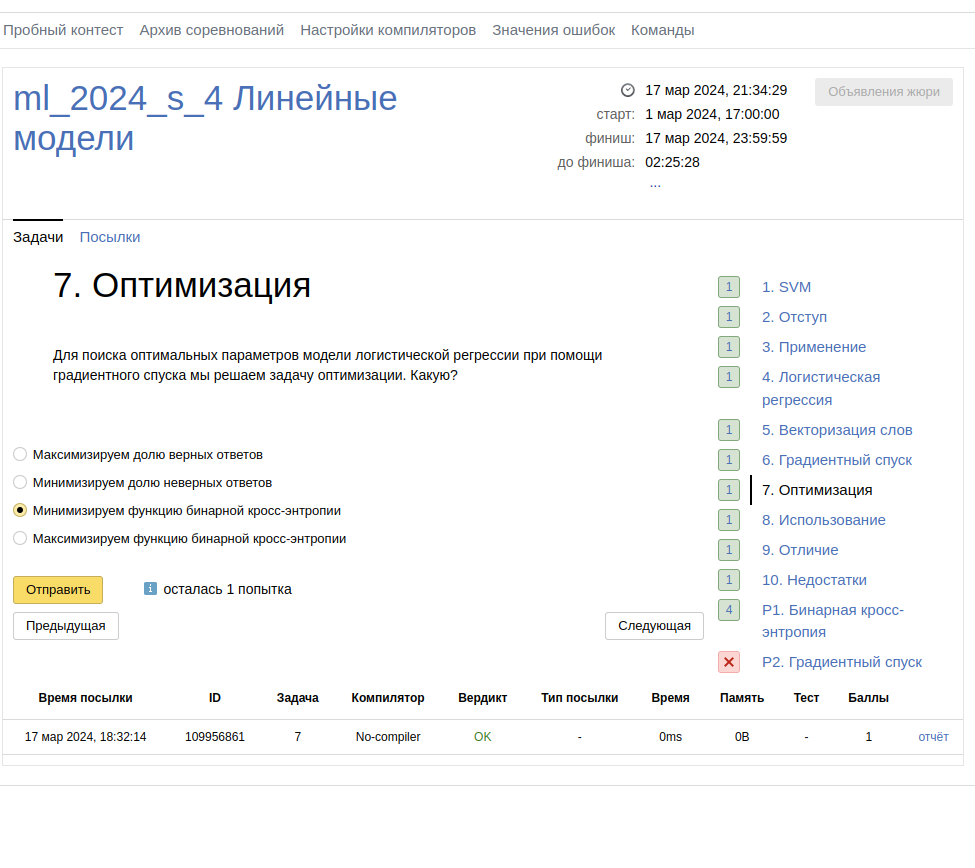 Пробный контест Архив соревнований Настройки компиляторов Значения ошибок Команды
ml_2024_s_4 Линейные
модели
17 мар 2024, 21:34:29
старт: 1 мар 2024, 17:00:00
финиш: 17 мар 2024, 23:59:59
до финиша: 02:25:28
...
Объявления жюри
Задачи Посылки
7. Оптимизация
Для поиска оптимальных параметров модели логистической регрессии при помощи
градиентного спуска мы решаем задачу оптимизации. Какую?
Максимизируем долю верных ответов
Минимизируем долю неверных ответов
Минимизируем функцию бинарной кросс-энтропии
Максимизируем функцию бинарной кросс-энтропии
Отправить i осталась 1 попытка
Предыдущая Следующая
1 1. SVM
1 2. Отступ
1 3. Применение
1 4. Логистическая
регрессия
1 5. Векторизация слов
1 6. Градиентный спуск
1 7. Оптимизация
1 8. Использование
1 9. Отличие
1 10. Недостатки
4 P1. Бинарная кросс-
энтропия
P2. Градиентный спуск
Время посылки ID Задача Компилятор Вердикт Тип посылки Время Память Тест Баллы
17 мар 2024, 18:32:14 109956861 7 No-compiler OK - 0ms 0B - 1 отчёт